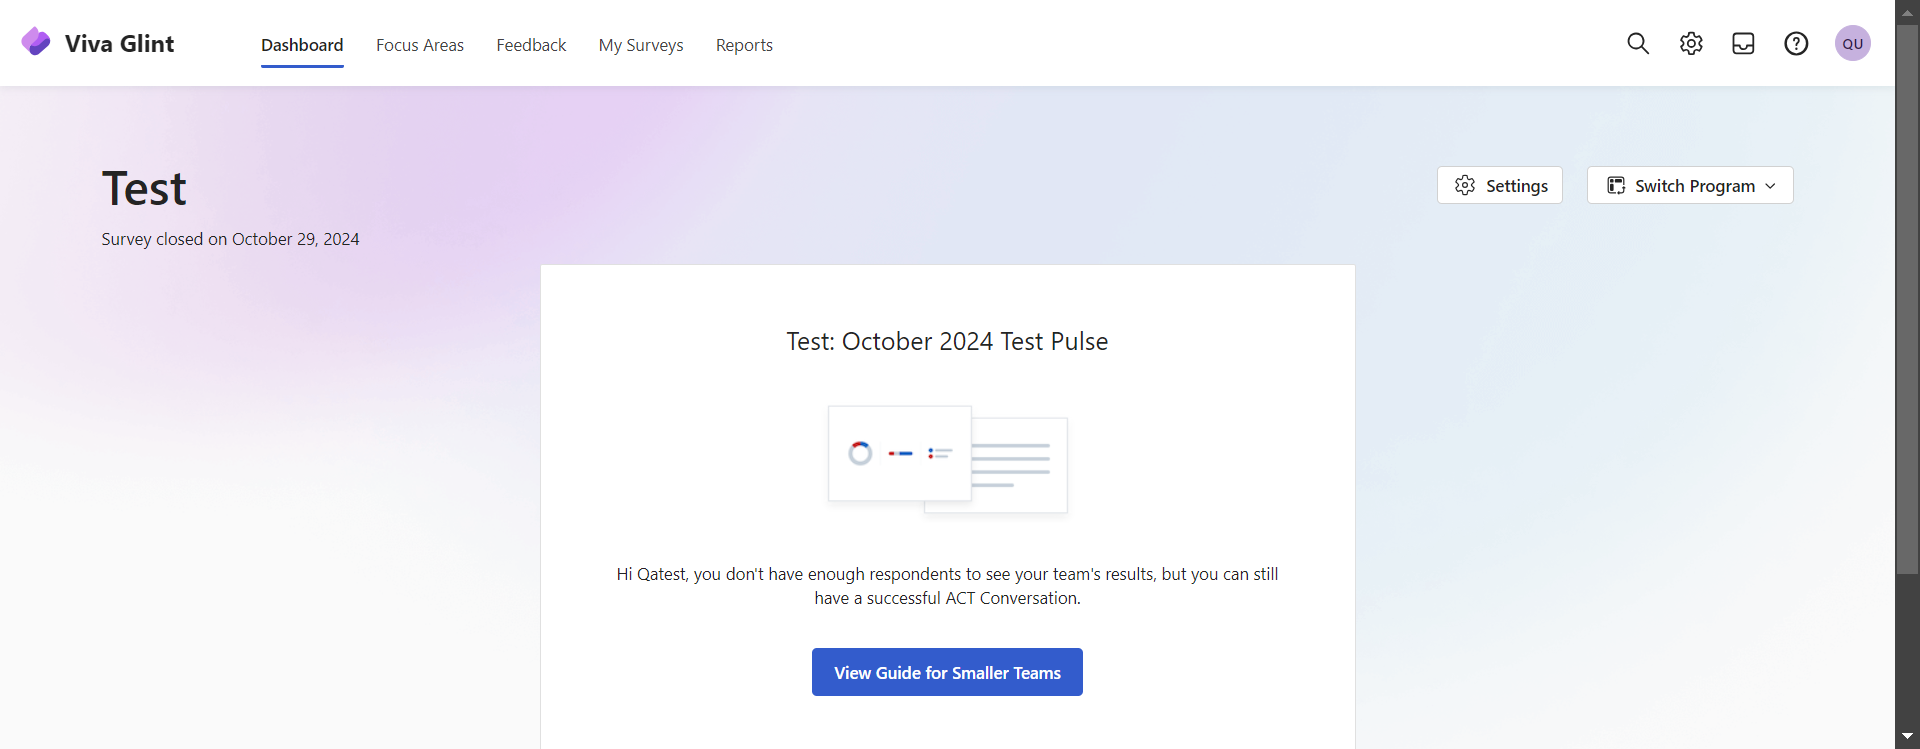 Viva Glint
Dashboard
Focus Areas
Feedback
My Surveys
Reports
QU
Test
Survey closed on October 29, 2024
Settings
Switch Program
Test: October 2024 Test Pulse
Hi Qatest, you don't have enough respondents to see your team's results, but you can still
have a successful ACT Conversation.
View Guide for Smaller Teams